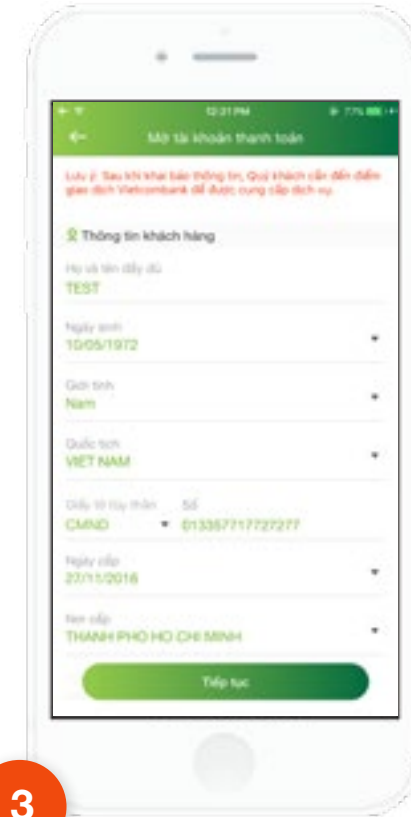 12:31 PM 77%
Mở tài khoản thanh toán
Lưu ý: Sau khi khai báo thông tin, Quý khách cần đến điểm
giao dịch Vietcombank để được cung cấp dịch vụ.
Thông tin khách hàng
Họ và tên đầy đủ
TEST
Ngày sinh
10/05/1972
Giới tính
Nam
Quốc tịch
VIET NAM
Giấy tờ tùy thân Số
CMND 013357717727277
Ngày cấp
27/11/2016
Nơi cấp
THANH PHO HO CHI MINH
Tiếp tục
3